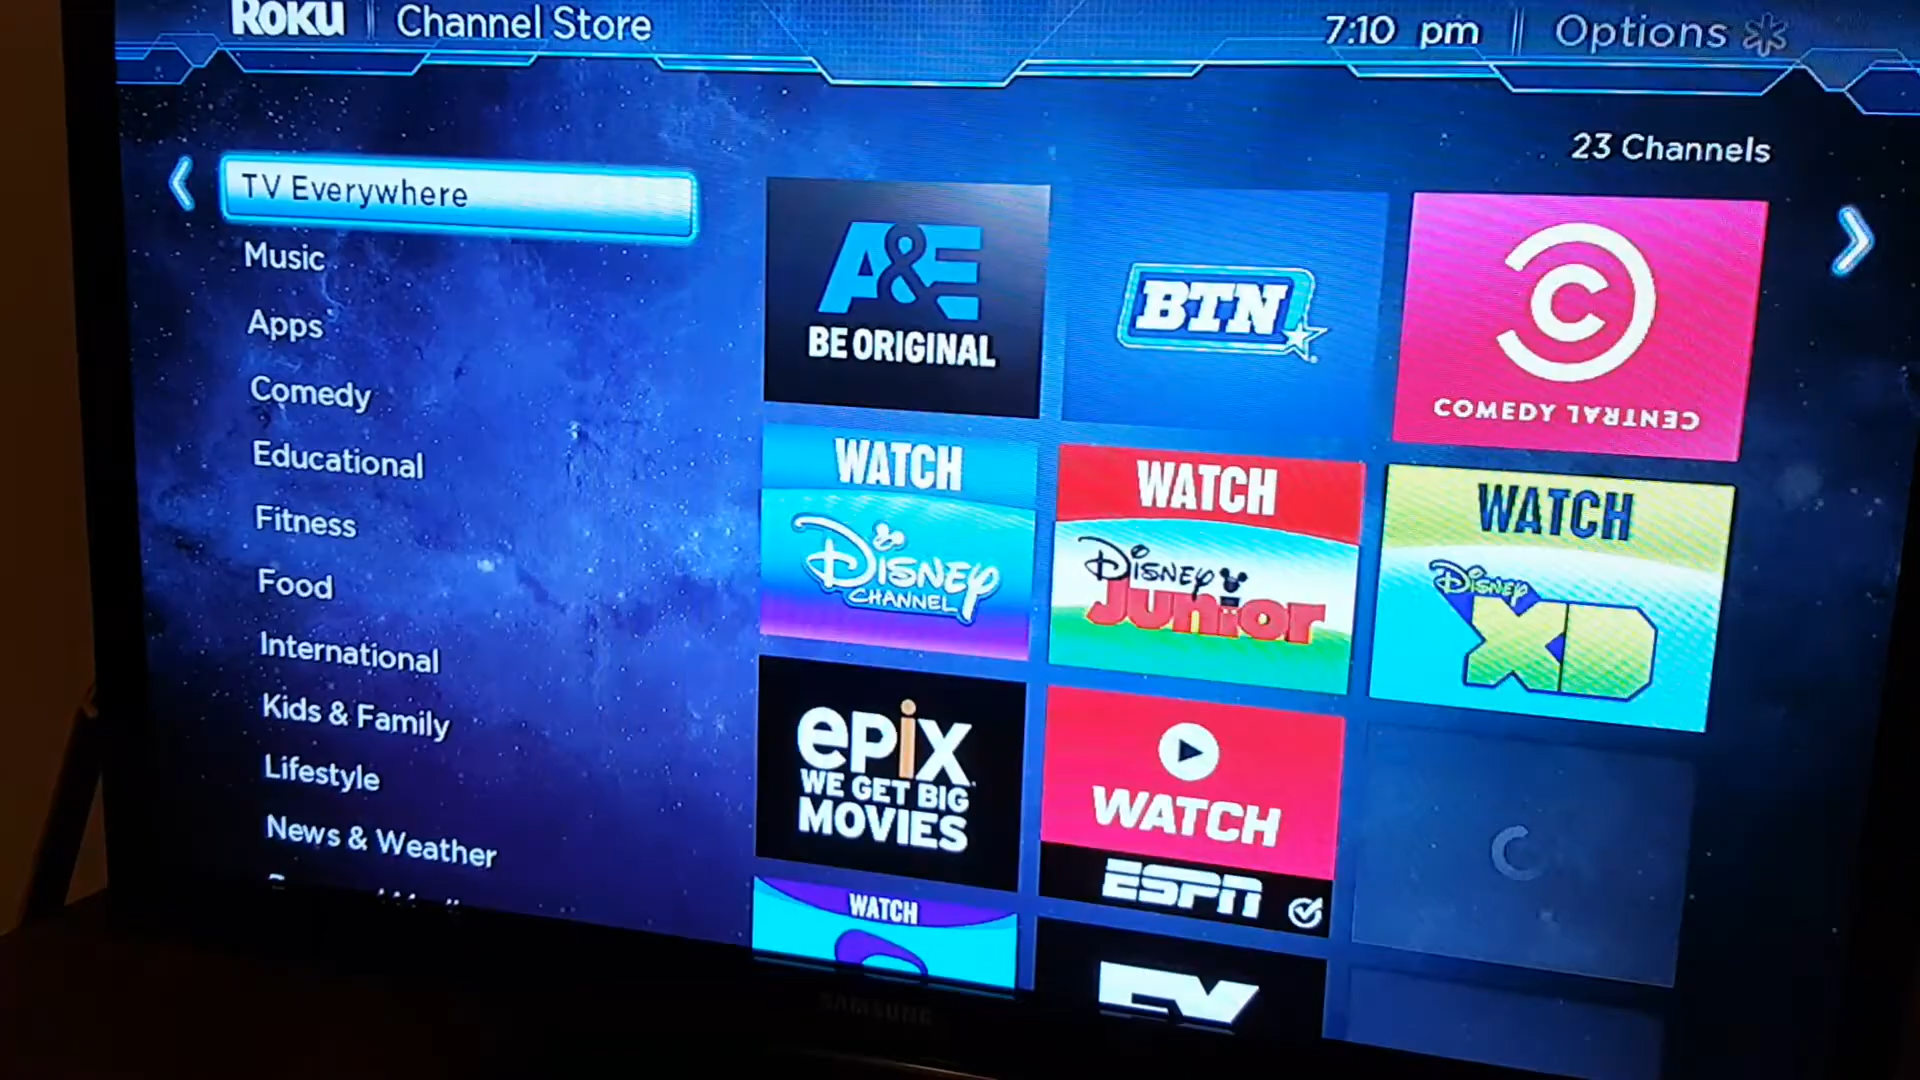 Roku | Channel Store
7:10 pm || Options
23 Channels
TV Everywhere
Music
Apps
Comedy
Educational
Fitness
Food
International
Kids & Family
Lifestyle
News & Weather
A&E
BE ORIGINAL
BTN
COMEDY CENTRAL
WATCH
DISNEY
CHANNEL
WATCH
DISNEY
Junior
WATCH
DISNEY
XD
epix
WE GET BIG
MOVIES
WATCH
ESPN
WATCH
SAMSUNG